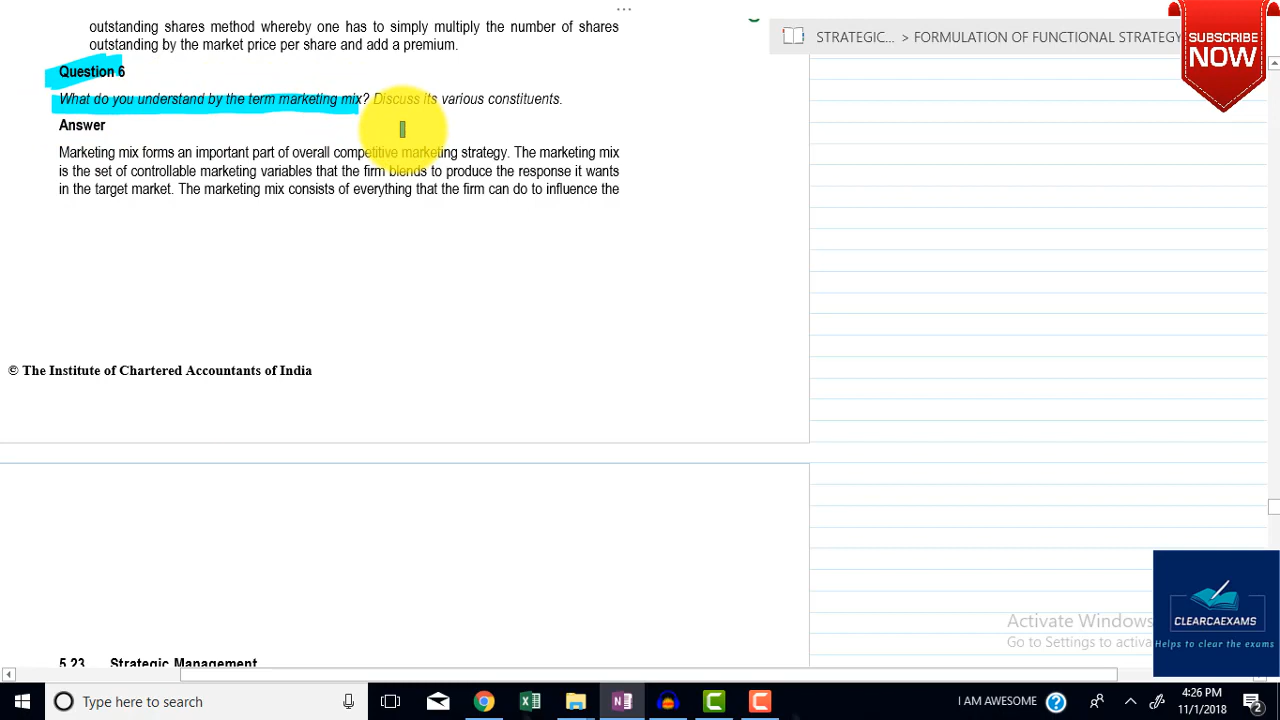 outstanding shares method whereby one has to simply multiply the number of shares
outstanding by the market price per share and add a premium.
Question 6
What do you understand by the term marketing mix? Discuss its various constituents.
Answer
Marketing mix forms an important part of overall competitive marketing strategy. The marketing mix
is the set of controllable marketing variables that the firm blends to produce the response it wants
in the target market. The marketing mix consists of everything that the firm can do to influence the
© The Institute of Chartered Accountants of India
5.23 Strategic Management
STRATEGIC... > FORMULATION OF FUNCTIONAL STRATEGY
SUBSCRIBE
NOW
Activate Windows
Go to Settings to activa
CLEARCAEXAMS
Helps to clear the exams
Type here to search
I AM AWESOME
4:26 PM
11/1/2018
2